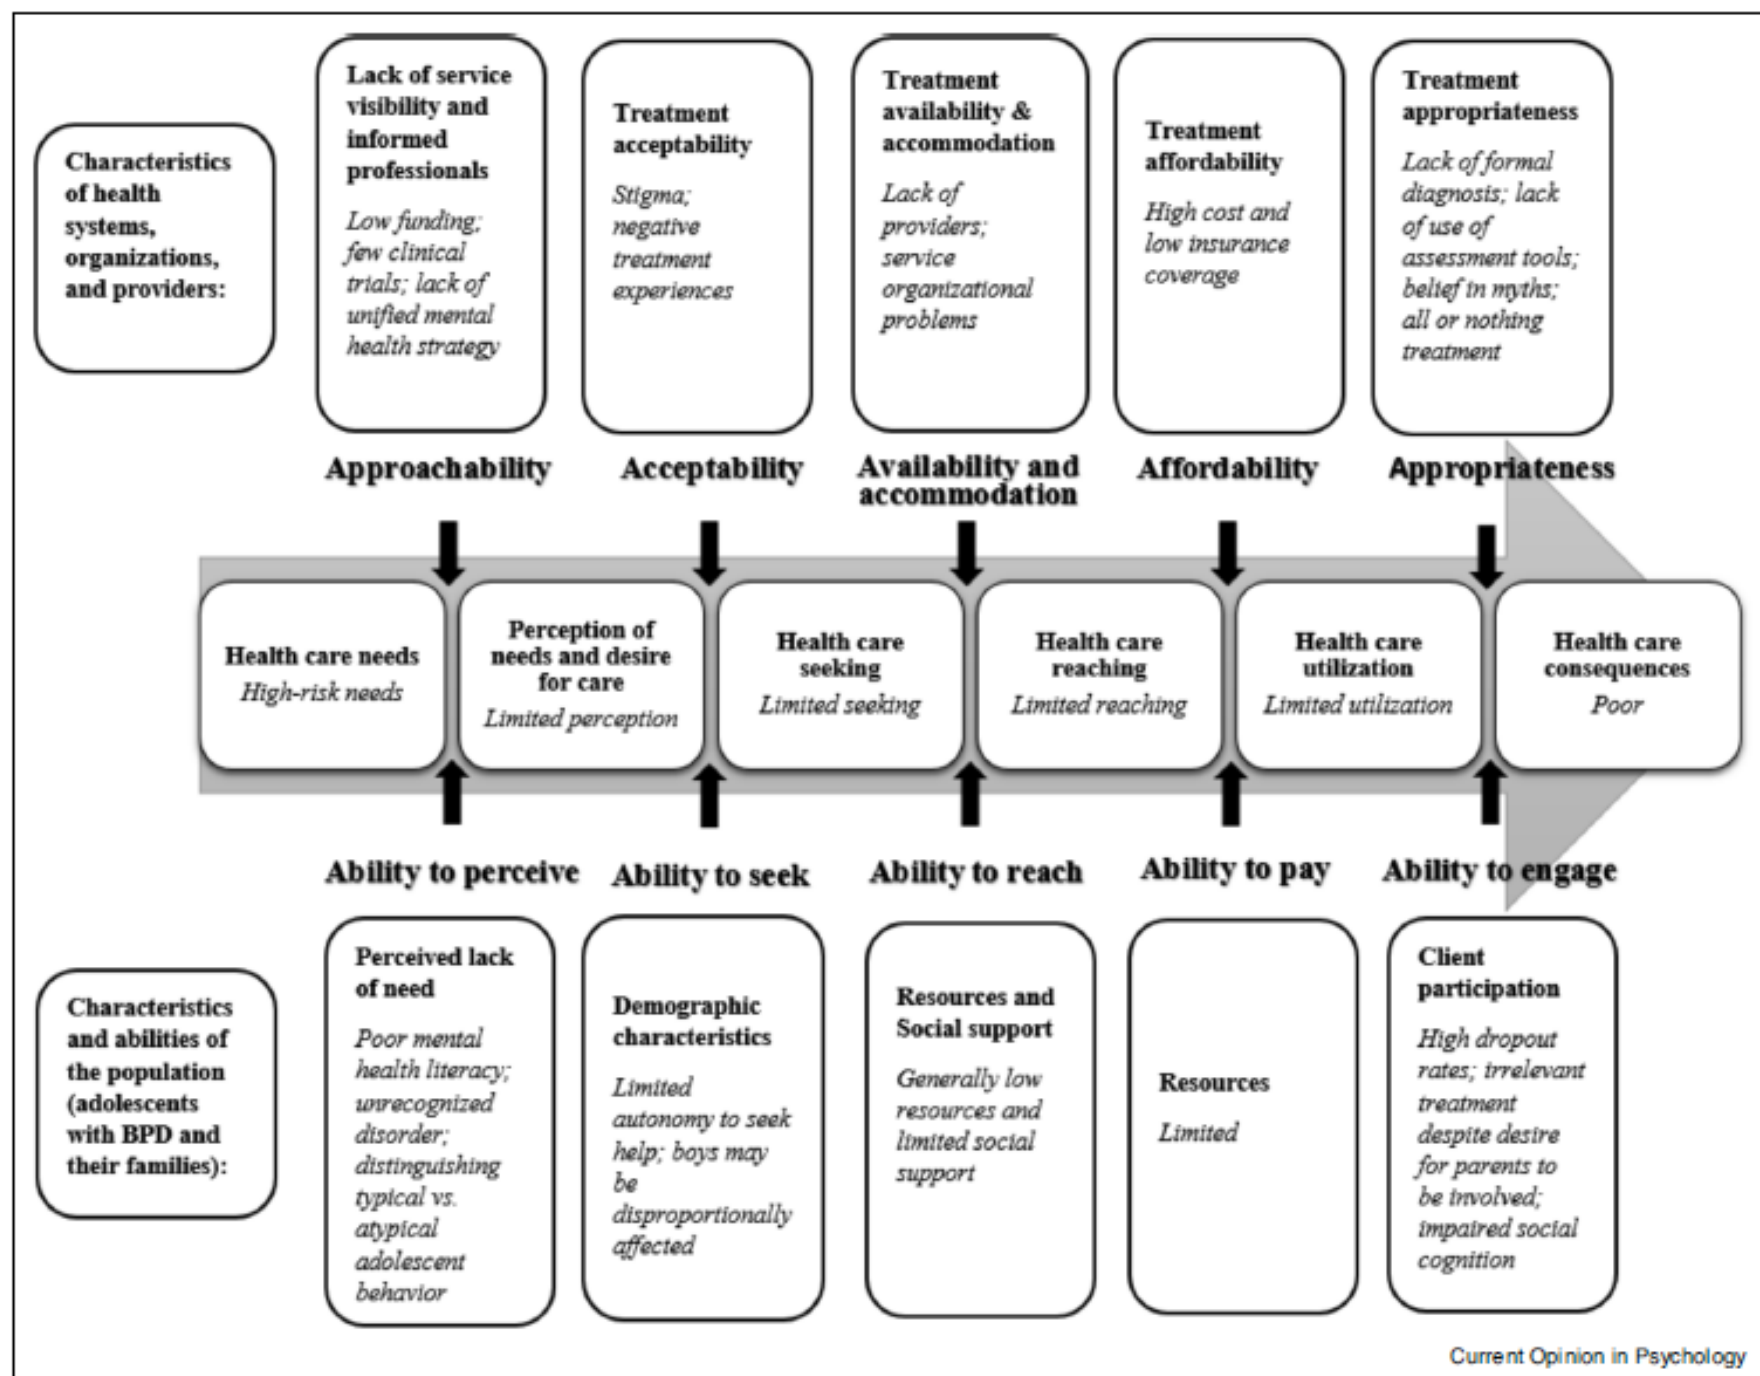 Characteristics
of health
systems,
organizations,
and providers:
Lack of service
visibility and
informed
professionals
Low funding;
few clinical
trials; lack of
unified mental
health strategy
Treatment
acceptability
Stigma;
negative
treatment
experiences
Treatment
availability &
accommodation
Lack of
providers;
service
organizational
problems
Treatment
affordability
High cost and
low insurance
coverage
Treatment
appropriateness
Lack of formal
diagnosis; lack
of use of
assessment tools;
belief in myths;
all or nothing
treatment
Approachability
Acceptability
Availability and
accommodation
Affordability
Appropriateness
Health care needs
High-risk needs
Perception of
needs and desire
for care
Limited perception
Health care
seeking
Limited seeking
Health care
reaching
Limited reaching
Health care
utilization
Limited utilization
Health care
consequences
Poor
Ability to perceive
Ability to seek
Ability to reach
Ability to pay
Ability to engage
Characteristics
and abilities of
the population
(adolescents
with BPD and
their families):
Perceived lack
of need
Poor mental
health literacy;
unrecognized
disorder;
distinguishing
typical vs.
atypical
adolescent
behavior
Demographic
characteristics
Limited
autonomy to seek
help; boys may
be
disproportionally
affected
Resources and
Social support
Generally low
resources and
limited social
support
Resources
Limited
Client
participation
High dropout
rates; irrelevant
treatment
despite desire
for parents to
be involved;
impaired social
cognition
Current Opinion in Psychology